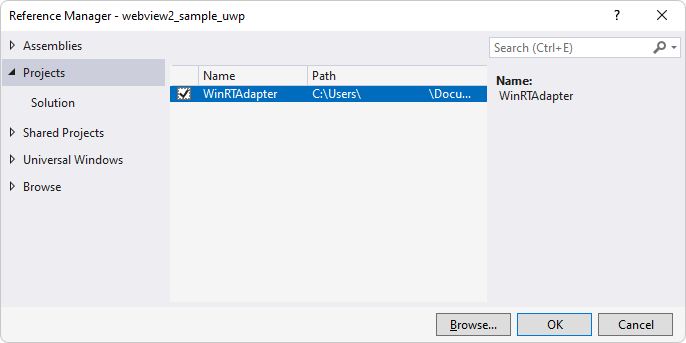 Reference Manager - webview2_sample_uwp
?
Assemblies
Projects
Solution
Shared Projects
Universal Windows
Browse
Name Path
WinRTAdapter C:\Users\ \Docu...
Search (Ctrl+E)
Name:
WinRTAdapter
Browse... OK Cancel